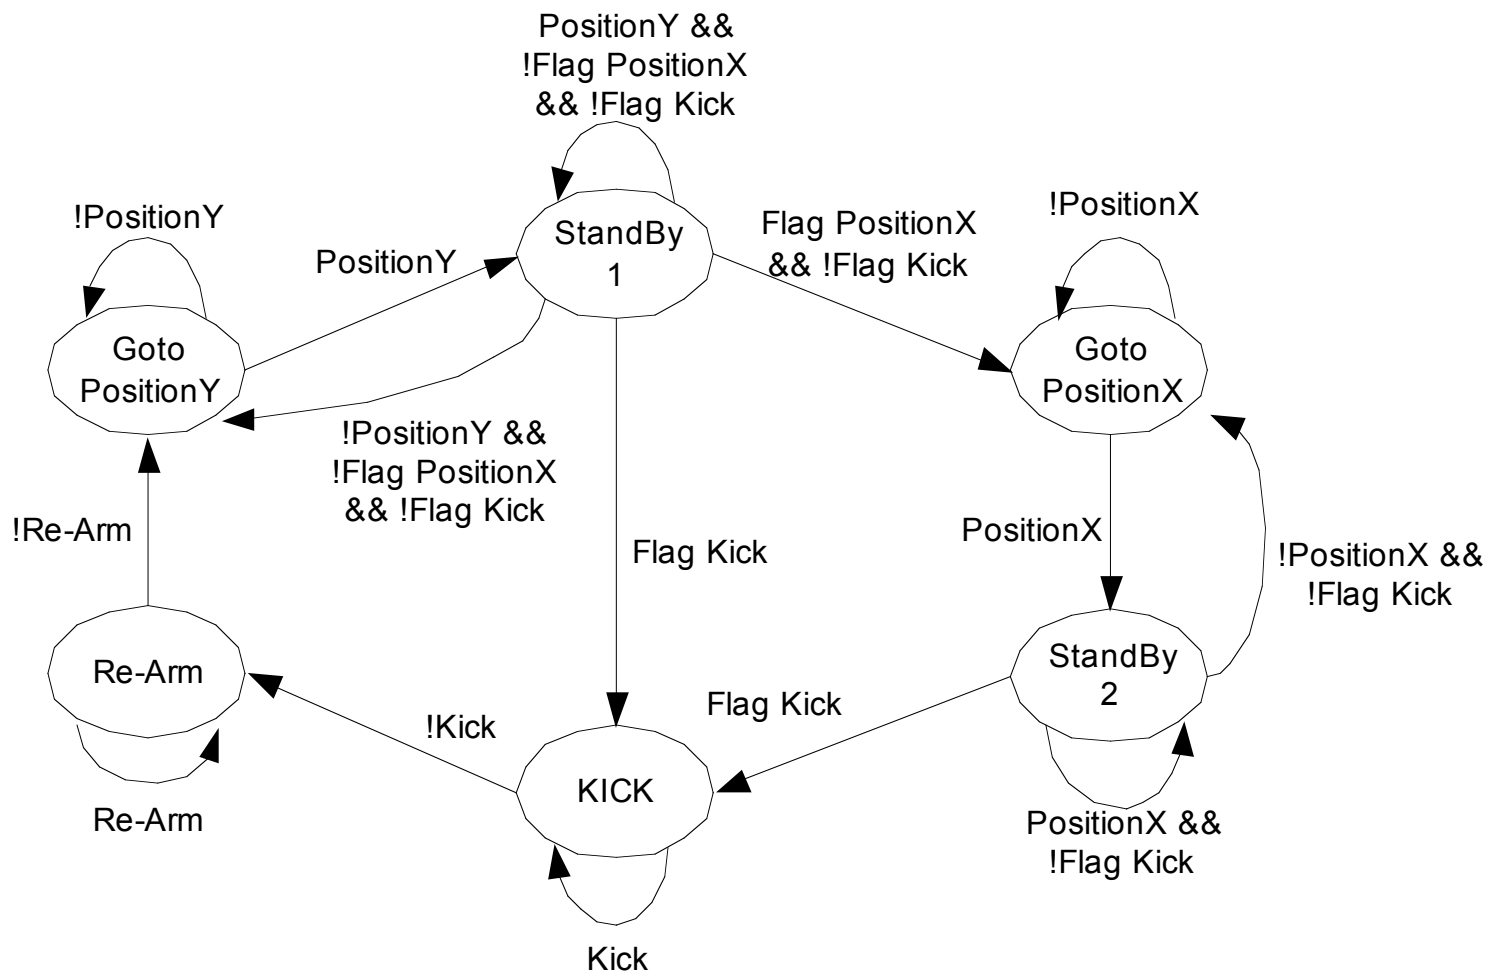 PositionY &&
!Flag PositionX
&& !Flag Kick
!PositionY
PositionY
StandBy
1
Flag PositionX
&& !Flag Kick
!PositionX
Goto
PositionY
Goto
PositionX
!PositionY &&
!Flag PositionX
&& !Flag Kick
!Re-Arm
Flag Kick
PositionX
!PositionX &&
!Flag Kick
Re-Arm
StandBy
2
!Kick
Flag Kick
KICK
Re-Arm
PositionX &&
!Flag Kick
Kick